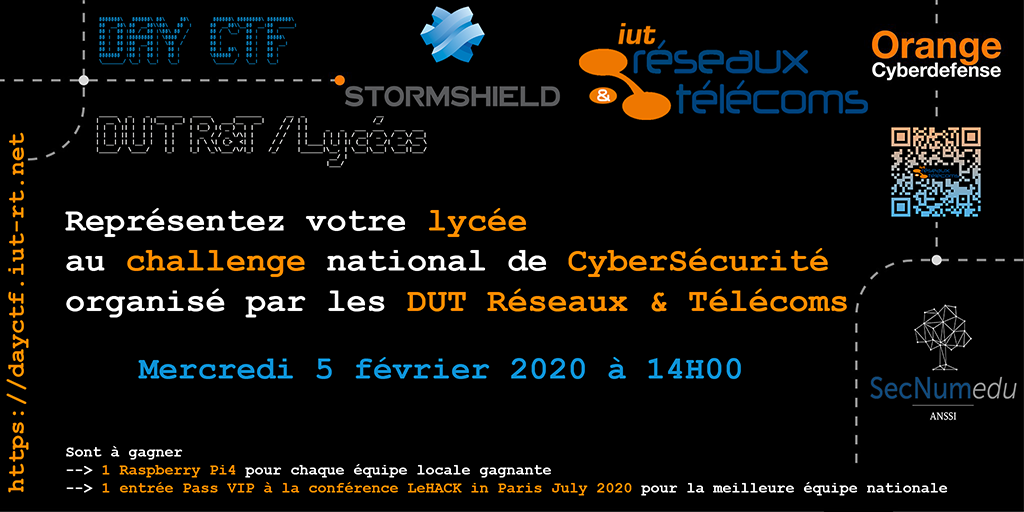 DAY CTF
DUT R&T / Lycées
STORMSHIELD
iut
réseaux
& télécoms
Orange
Cyberdefense
https://dayctf.iut-rt.net
Représentez votre lycée
au challenge national de CyberSécurité
organisé par les DUT Réseaux & Télécoms
Mercredi 5 février 2020 à 14H00
SecNumedu
ANSSI
Sont à gagner
--> 1 Raspberry Pi4 pour chaque équipe locale gagnante
--> 1 entrée Pass VIP à la conférence LeHACK in Paris July 2020 pour la meilleure équipe nationale